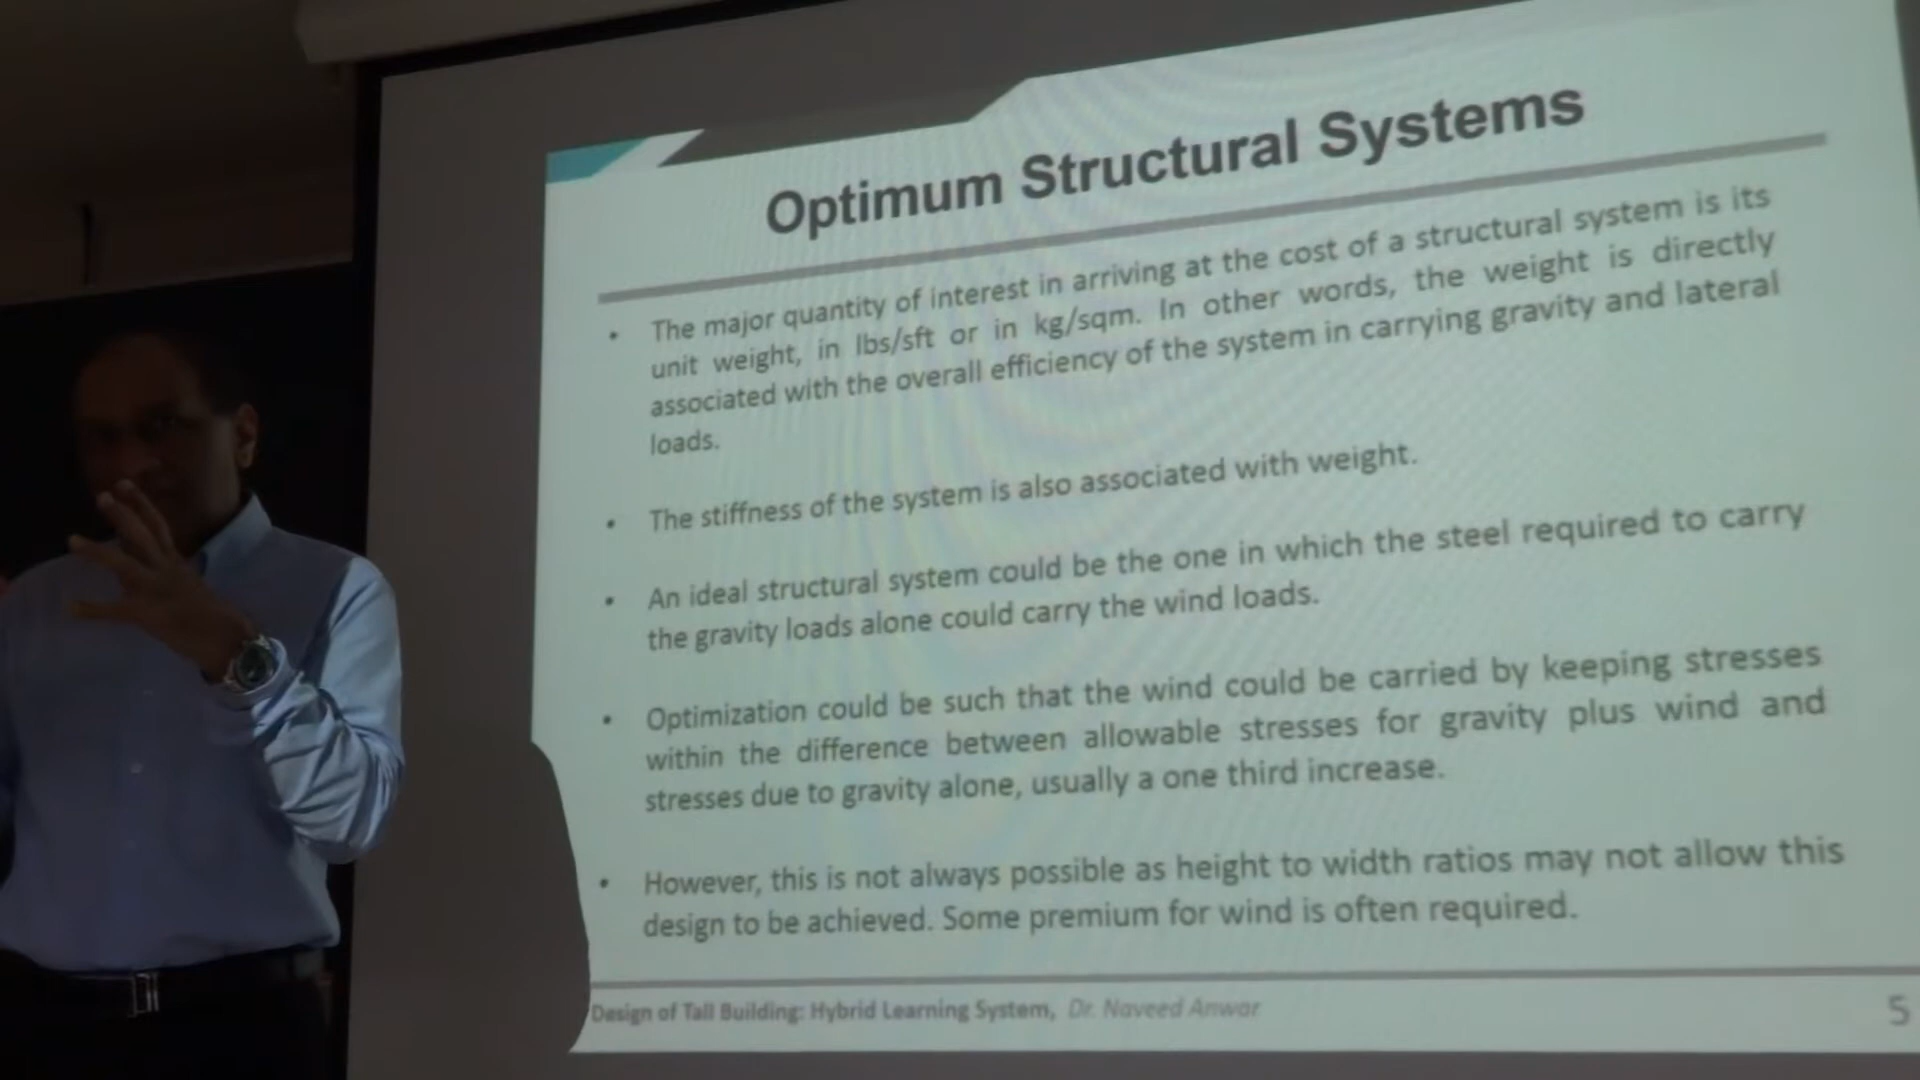 Optimum Structural Systems
• The major quantity of interest in arriving at the cost of a structural system is its
unit weight, in lbs/sft or in kg/sqm. In other words, the weight is directly
associated with the overall efficiency of the system in carrying gravity and lateral
loads.
• The stiffness of the system is also associated with weight.
• An ideal structural system could be the one in which the steel required to carry
the gravity loads alone could carry the wind loads.
• Optimization could be such that the wind could be carried by keeping stresses
within the difference between allowable stresses for gravity plus wind and
stresses due to gravity alone, usually a one third increase.
• However, this is not always possible as height to width ratios may not allow this
design to be achieved. Some premium for wind is often required.
Design of Tall Building: Hybrid Learning System, Dr. Naveed Anwar
5